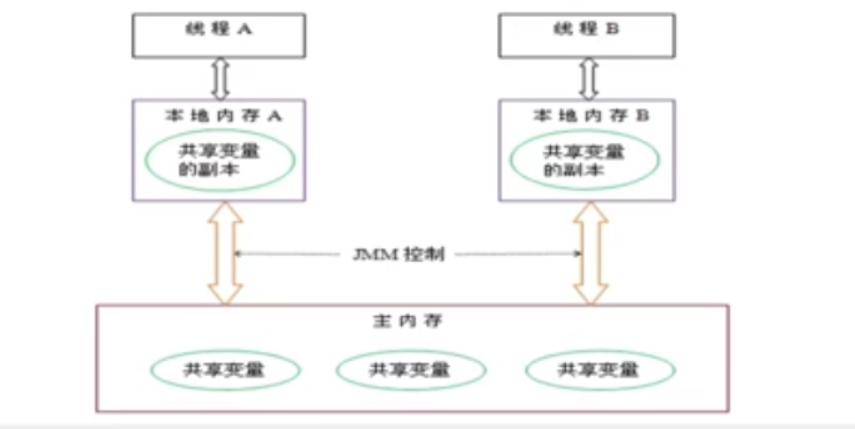 线程 A
线程 B
本地内存 A
本地内存 B
共享变量
的副本
共享变量
的副本
JMM 控制
主内存
共享变量
共享变量
共享变量